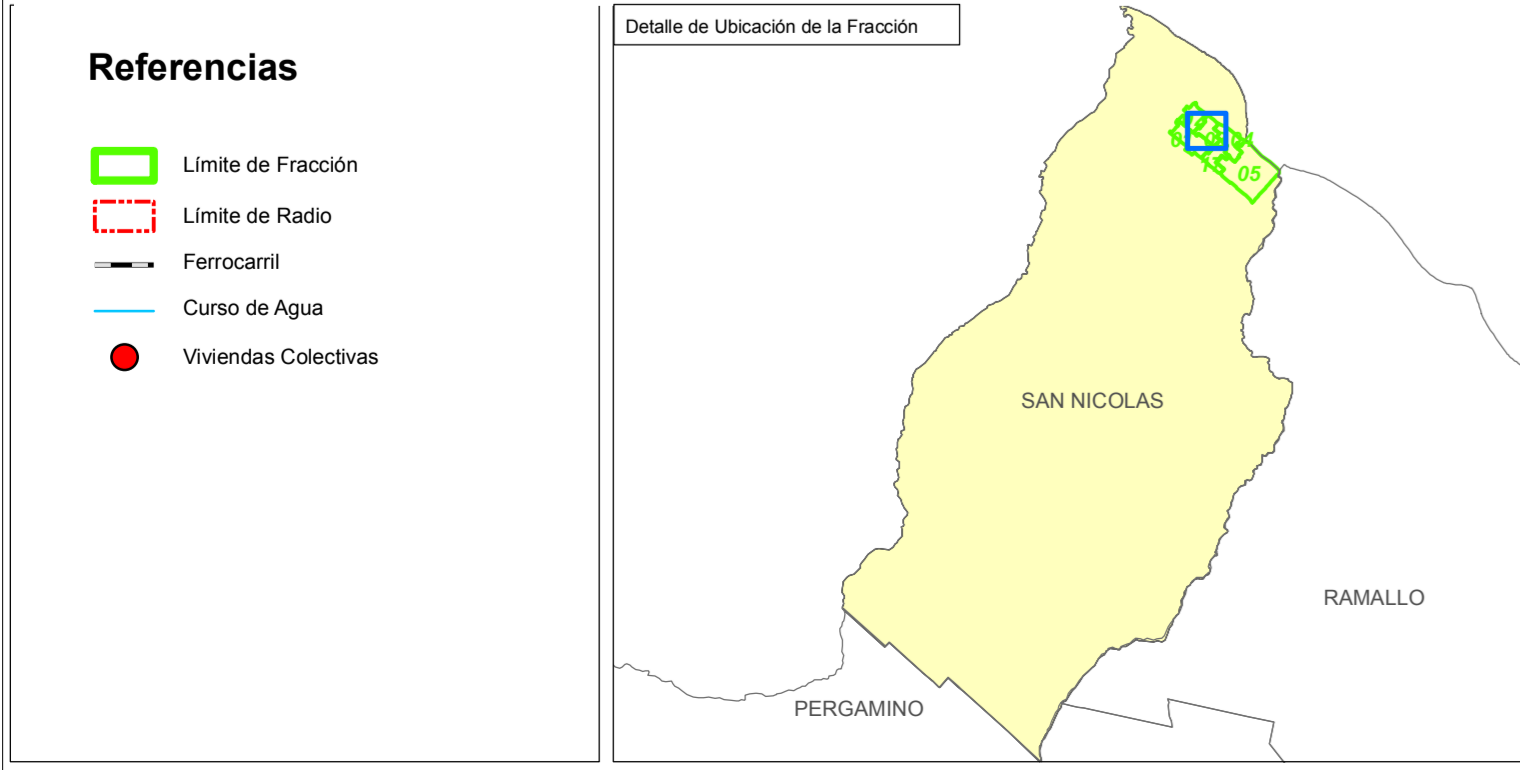 Referencias
Límite de Fracción
Límite de Radio
Ferrocarril
Curso de Agua
Viviendas Colectivas
Detalle de Ubicación de la Fracción
05
SAN NICOLAS
RAMALLO
PERGAMINO